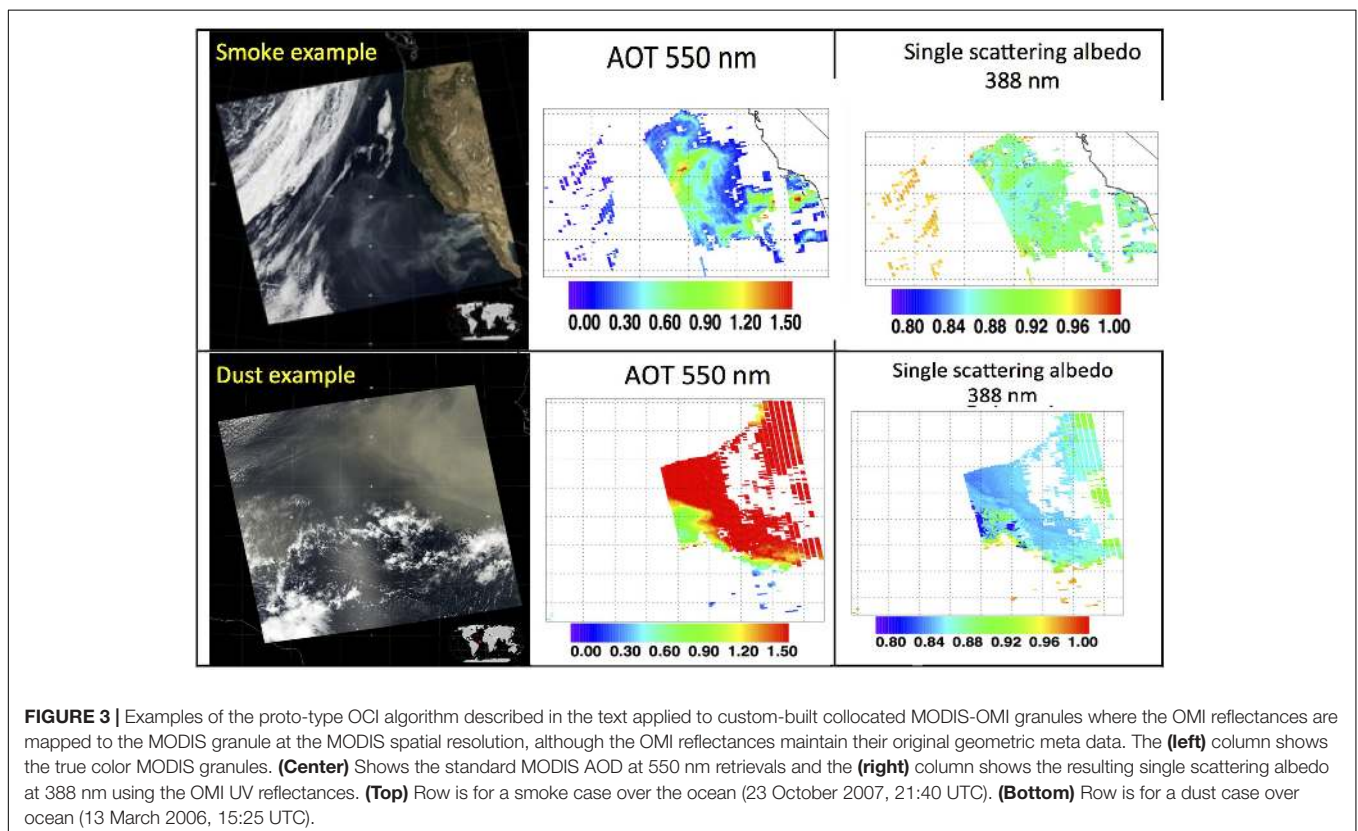 Smoke example
AOT 550 nm
Single scattering albedo
388 nm
0.00 0.30 0.60 0.90 1.20 1.50
0.80 0.84 0.88 0.92 0.96 1.00
Dust example
AOT 550 nm
Single scattering albedo
388 nm
0.00 0.30 0.60 0.90 1.20 1.50
0.80 0.84 0.88 0.92 0.96 1.00
FIGURE 3 | Examples of the proto-type OCI algorithm described in the text applied to custom-built collocated MODIS-OMI granules where the OMI reflectances are
mapped to the MODIS granule at the MODIS spatial resolution, although the OMI reflectances maintain their original geometric meta data. The (left) column shows
the true color MODIS granules. (Center) Shows the standard MODIS AOD at 550 nm retrievals and the (right) column shows the resulting single scattering albedo
at 388 nm using the OMI UV reflectances. (Top) Row is for a smoke case over the ocean (23 October 2007, 21:40 UTC). (Bottom) Row is for a dust case over
ocean (13 March 2006, 15:25 UTC).